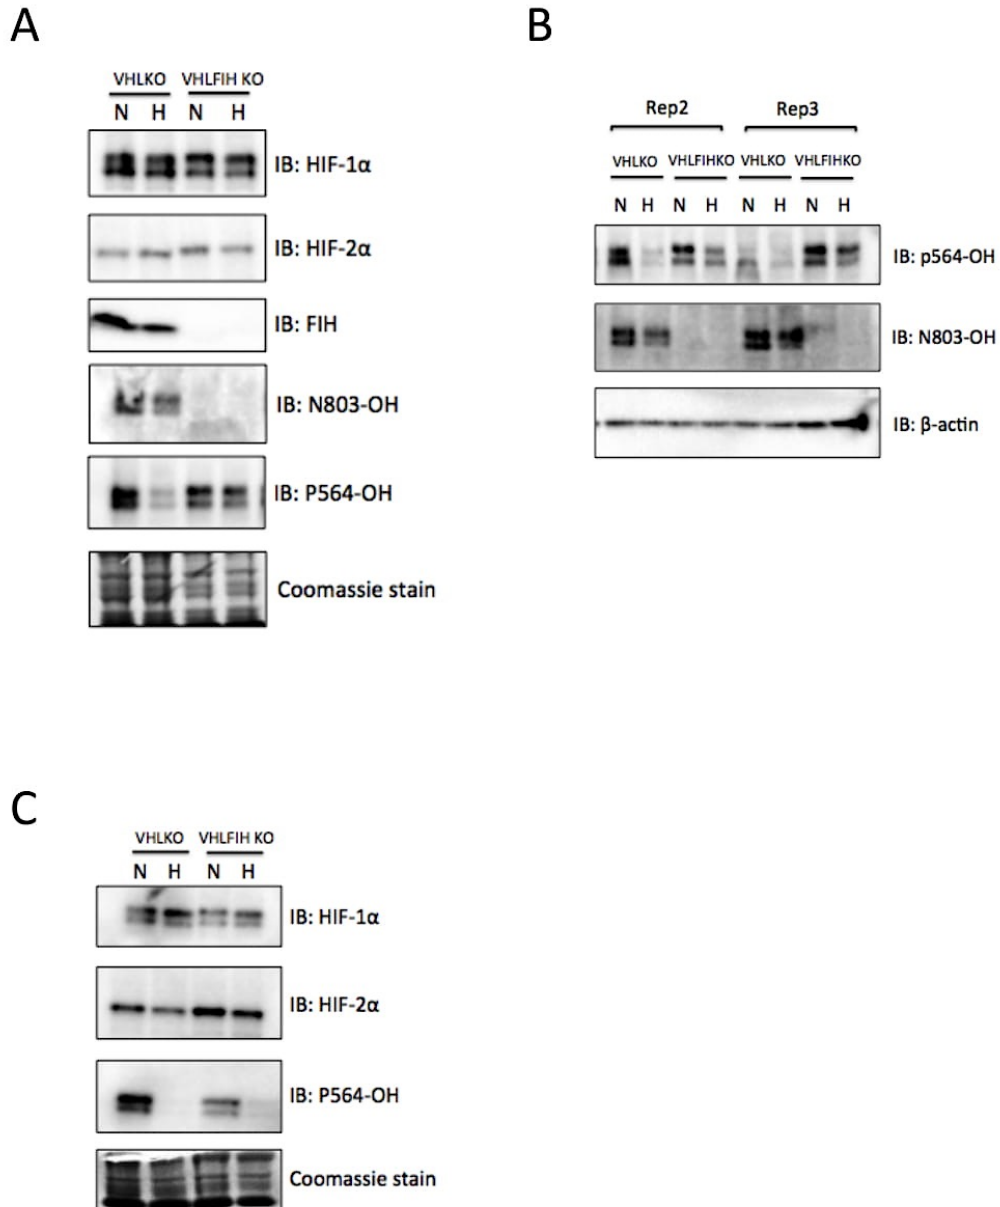 A
VHLKO VHLFIH KO
N H N H
IB: HIF-1α
IB: HIF-2α
IB: FIH
IB: N803-OH
IB: P564-OH
Coomassie stain
B
Rep2 Rep3
VHLKO VHLFIHKO VHLKO VHLFIHKO
N H N H N H N H
IB: p564-OH
IB: N803-OH
IB: β-actin
C
VHLKO VHLFIH KO
N H N H
IB: HIF-1α
IB: HIF-2α
IB: P564-OH
Coomassie stain